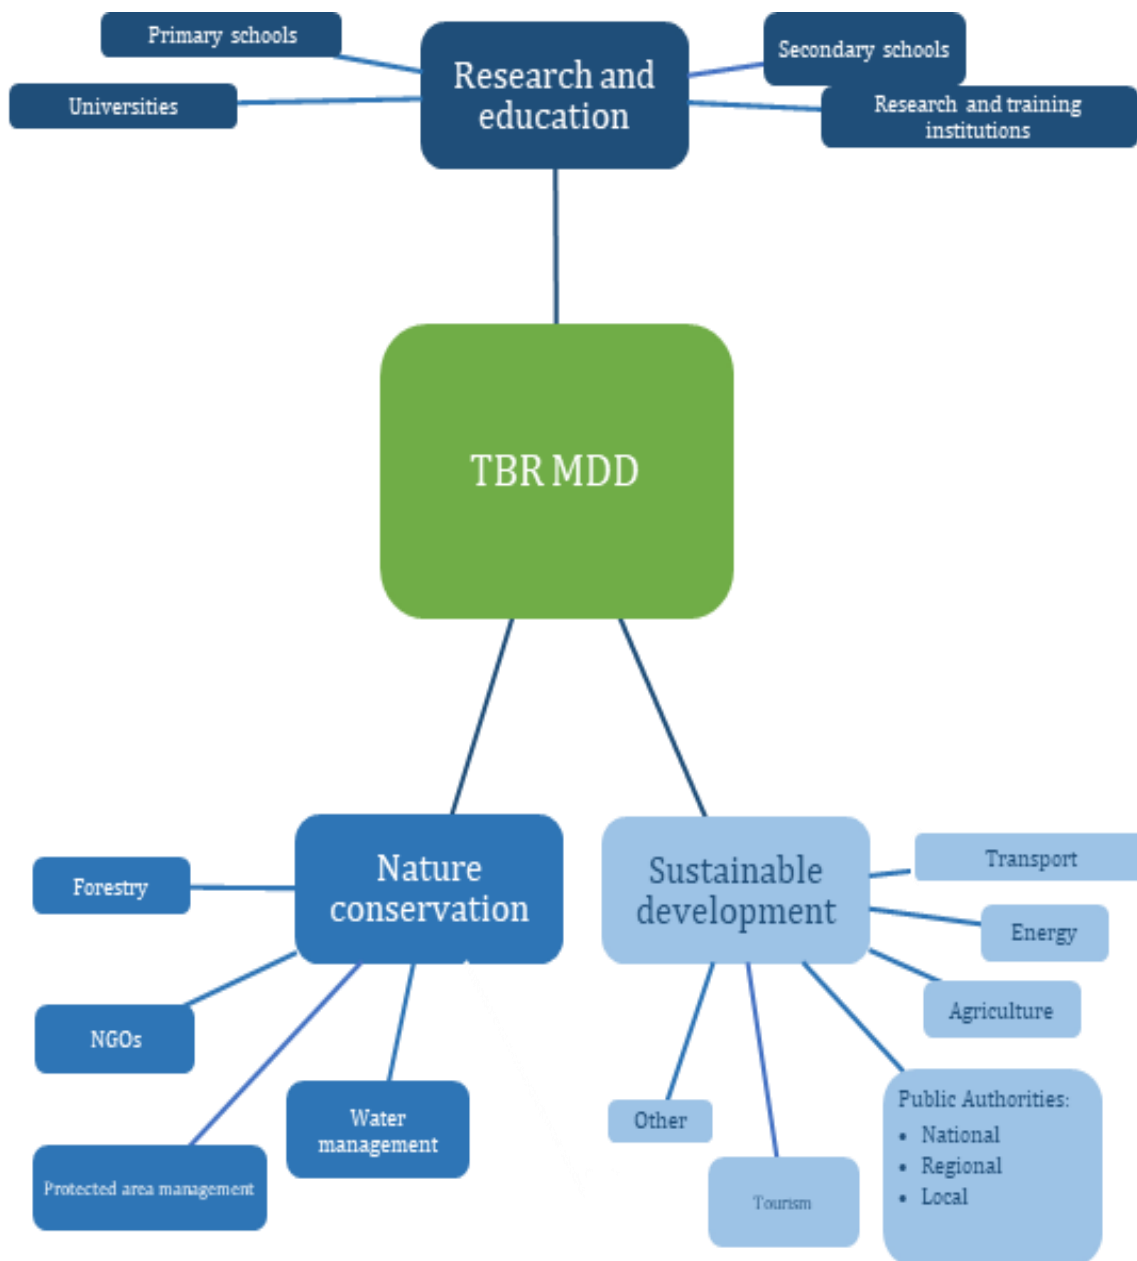 Primary schools
Universities
Research and
education
Secondary schools
Research and training
institutions
TBR MDD
Nature
conservation
Forestry
NGOs
Protected area management
Water
management
Sustainable
development
Transport
Energy
Agriculture
Public Authorities:
• National
• Regional
• Local
Other
Tourism